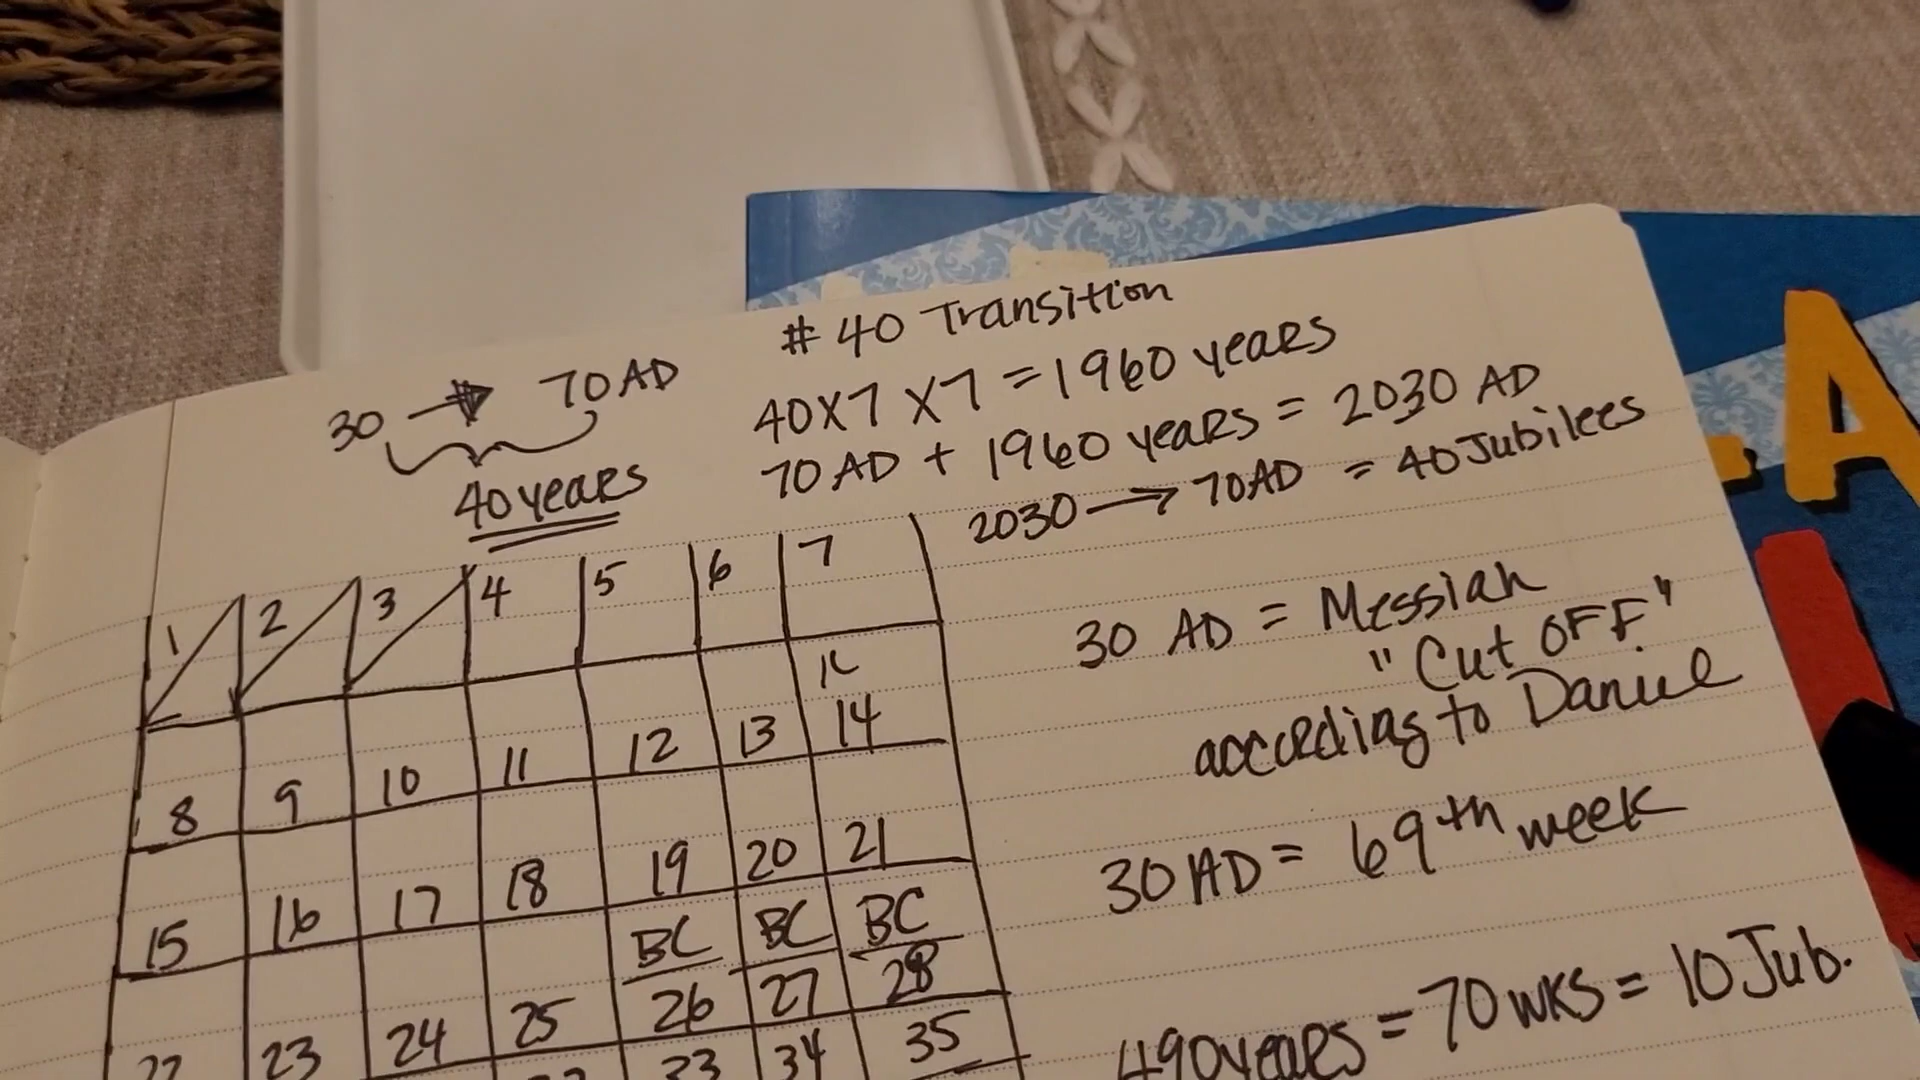 # 40 Transition
30 → 70 AD
40 years
40 X 7 X 7 = 1960 years
70 AD + 1960 years = 2030 AD
2030 → 70 AD = 40 Jubilees
30 AD = Messiah
"Cut OFF"
according to Daniel
30 AD = 69th week
490 years = 70 WKS = 10 Jub.
1 2 3 4 5 6 7
8 9 10 11 12 13 14
15 16 17 18 19 20 21
BC BC BC
22 23 24 25 26 27 28
33 34 35
A